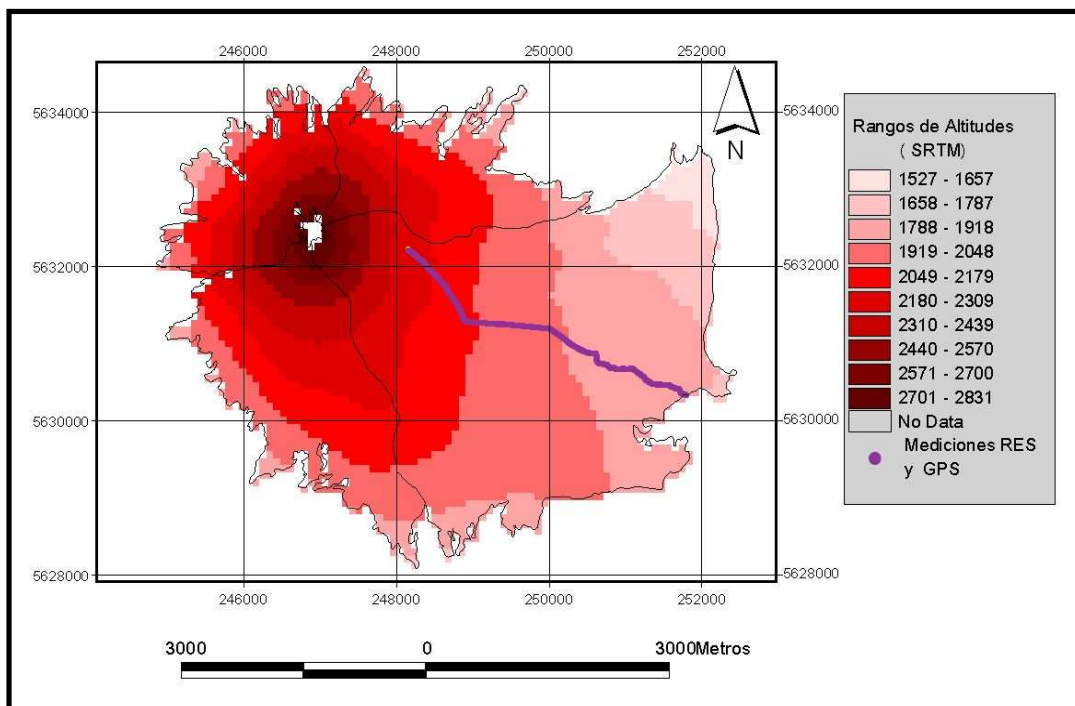 246000 248000 250000 252000
5634000 5634000
5632000 5632000
5630000 5630000
5628000 5628000
246000 248000 250000 252000
N
Rangos de Altitudes
( SRTM)
1527 - 1657
1658 - 1787
1788 - 1918
1919 - 2048
2049 - 2179
2180 - 2309
2310 - 2439
2440 - 2570
2571 - 2700
2701 - 2831
No Data
Mediciones RES
y GPS
3000 0 3000Metros